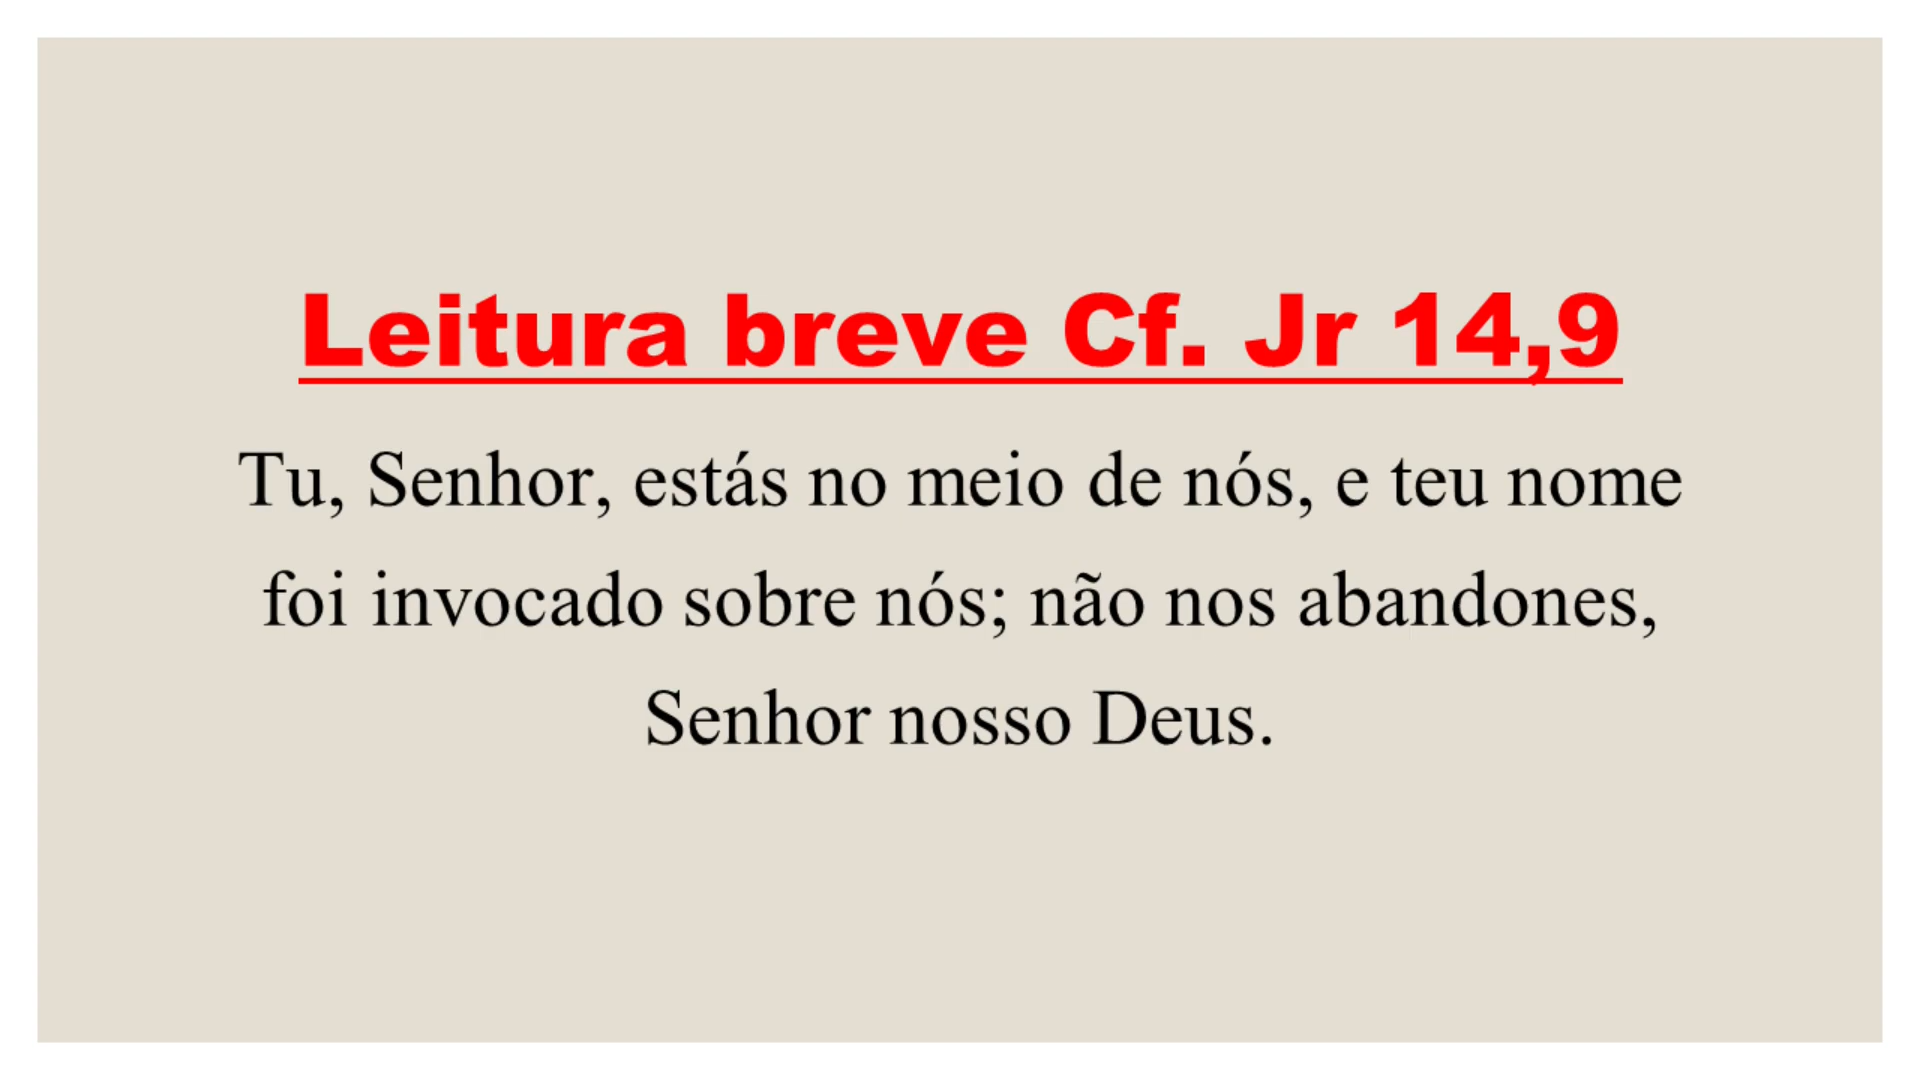 Leitura breve Cf. Jr 14,9
Tu, Senhor, estás no meio de nós, e teu nome
foi invocado sobre nós; não nos abandones,
Senhor nosso Deus.